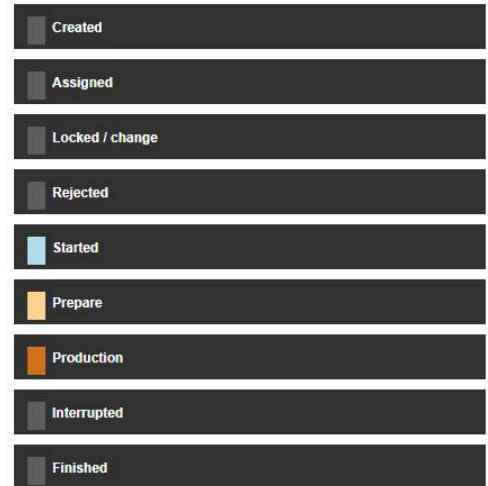 Created
Assigned
Locked / change
Rejected
Started
Prepare
Production
Interrupted
Finished